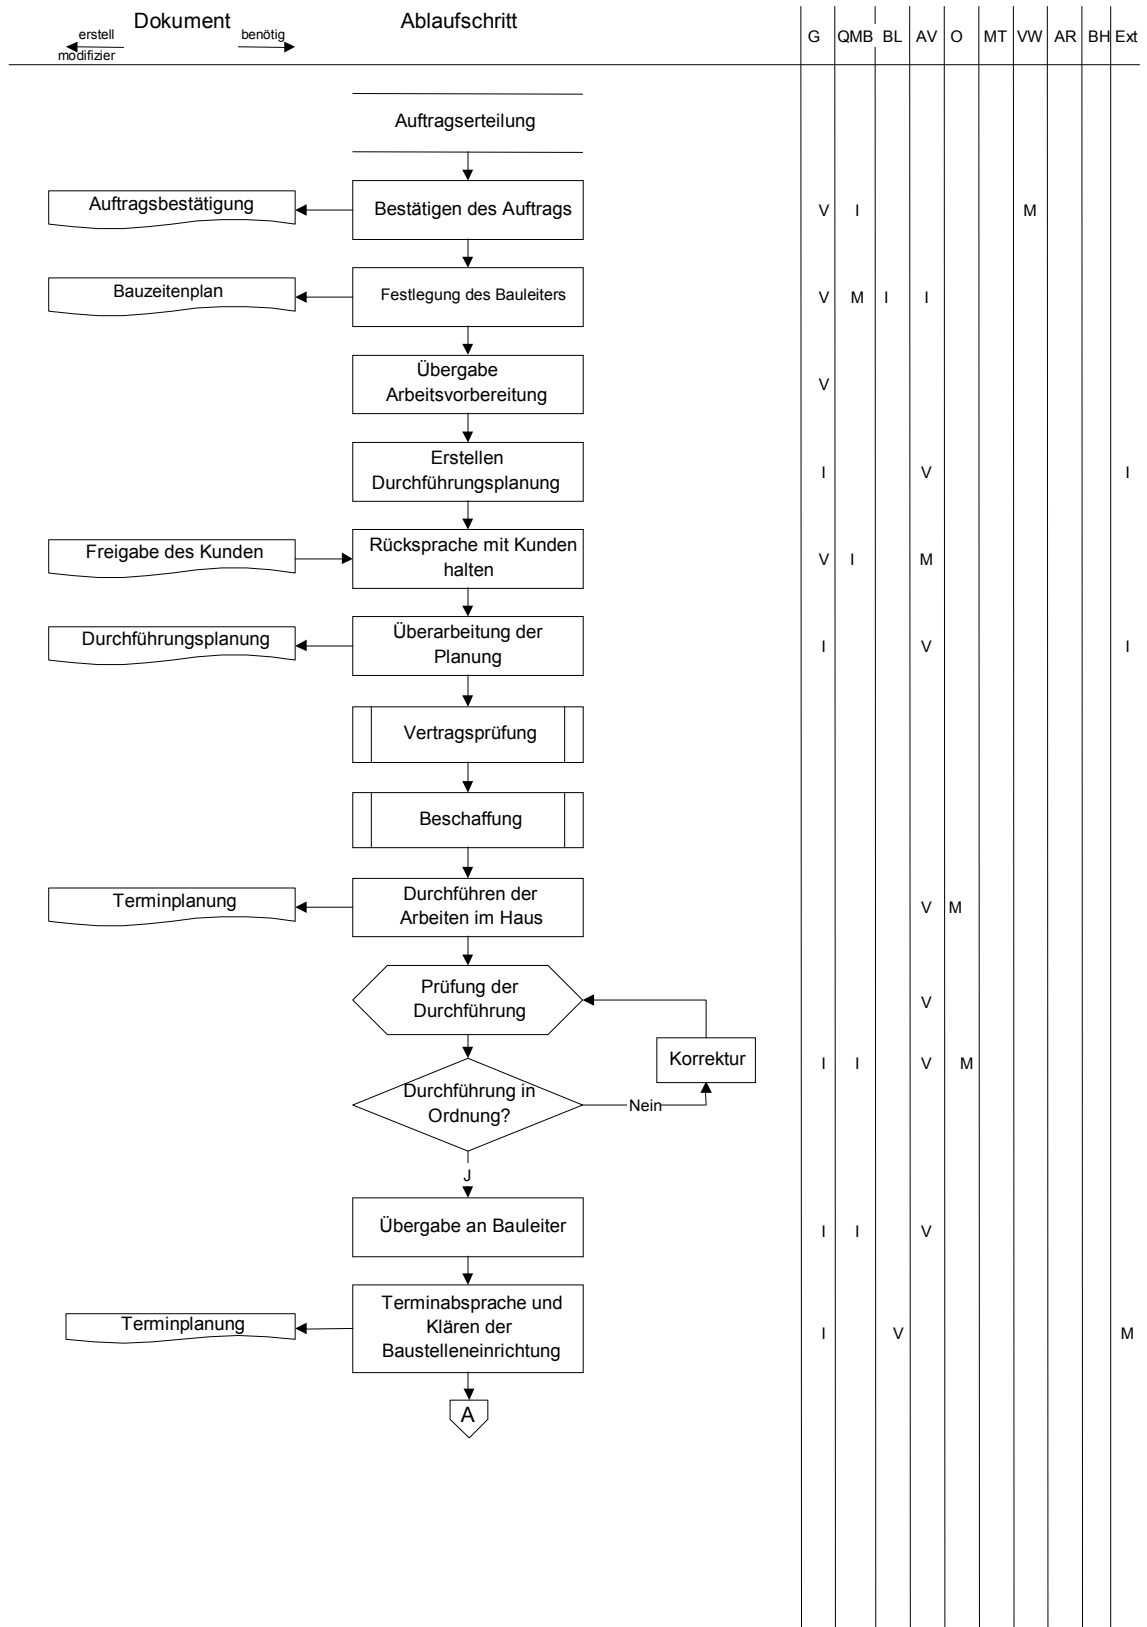 Dokument
Ablaufschritt
erstell
benötig
modifizier
G QMB BL AV O MT VW AR BH Ext
Auftragserteilung
Auftragsbestätigung
Bestätigen des Auftrags
V I M
Bauzeitenplan
Festlegung des Bauleiters
V M I I
Übergabe
Arbeitsvorbereitung
V
Erstellen
Durchführungsplanung
I V I
Freigabe des Kunden
Rücksprache mit Kunden
halten
V I M
Durchführungsplanung
Überarbeitung der
Planung
I V I
Vertragsprüfung
Beschaffung
Terminplanung
Durchführen der
Arbeiten im Haus
V M
Prüfung der
Durchführung
V
Korrektur
I I V M
Durchführung in
Ordnung?
Nein
J
Übergabe an Bauleiter
I I V
Terminplanung
Terminabsprache und
Klären der
Baustelleneinrichtung
I V M
A